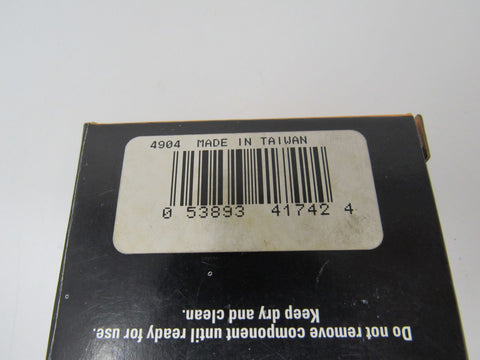 4904 MADE IN TAIWAN
0 53893 41742 4
Do not remove component until ready for use.
Keep dry and clean.